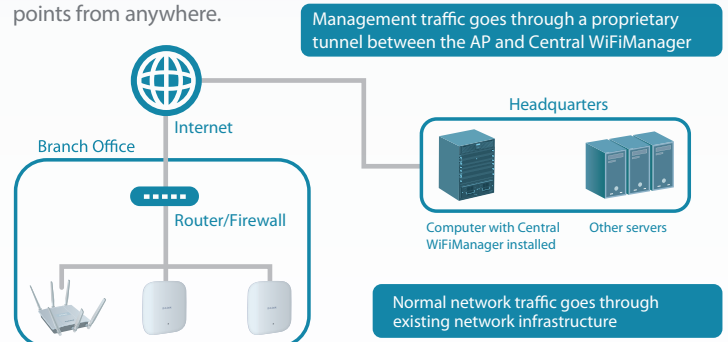 points from anywhere.
Management traffic goes through a proprietary
tunnel between the AP and Central WiFiManager
Internet
Headquarters
Branch Office
Router/Firewall
Computer with Central
WiFiManager installed
Other servers
Normal network traffic goes through
existing network infrastructure